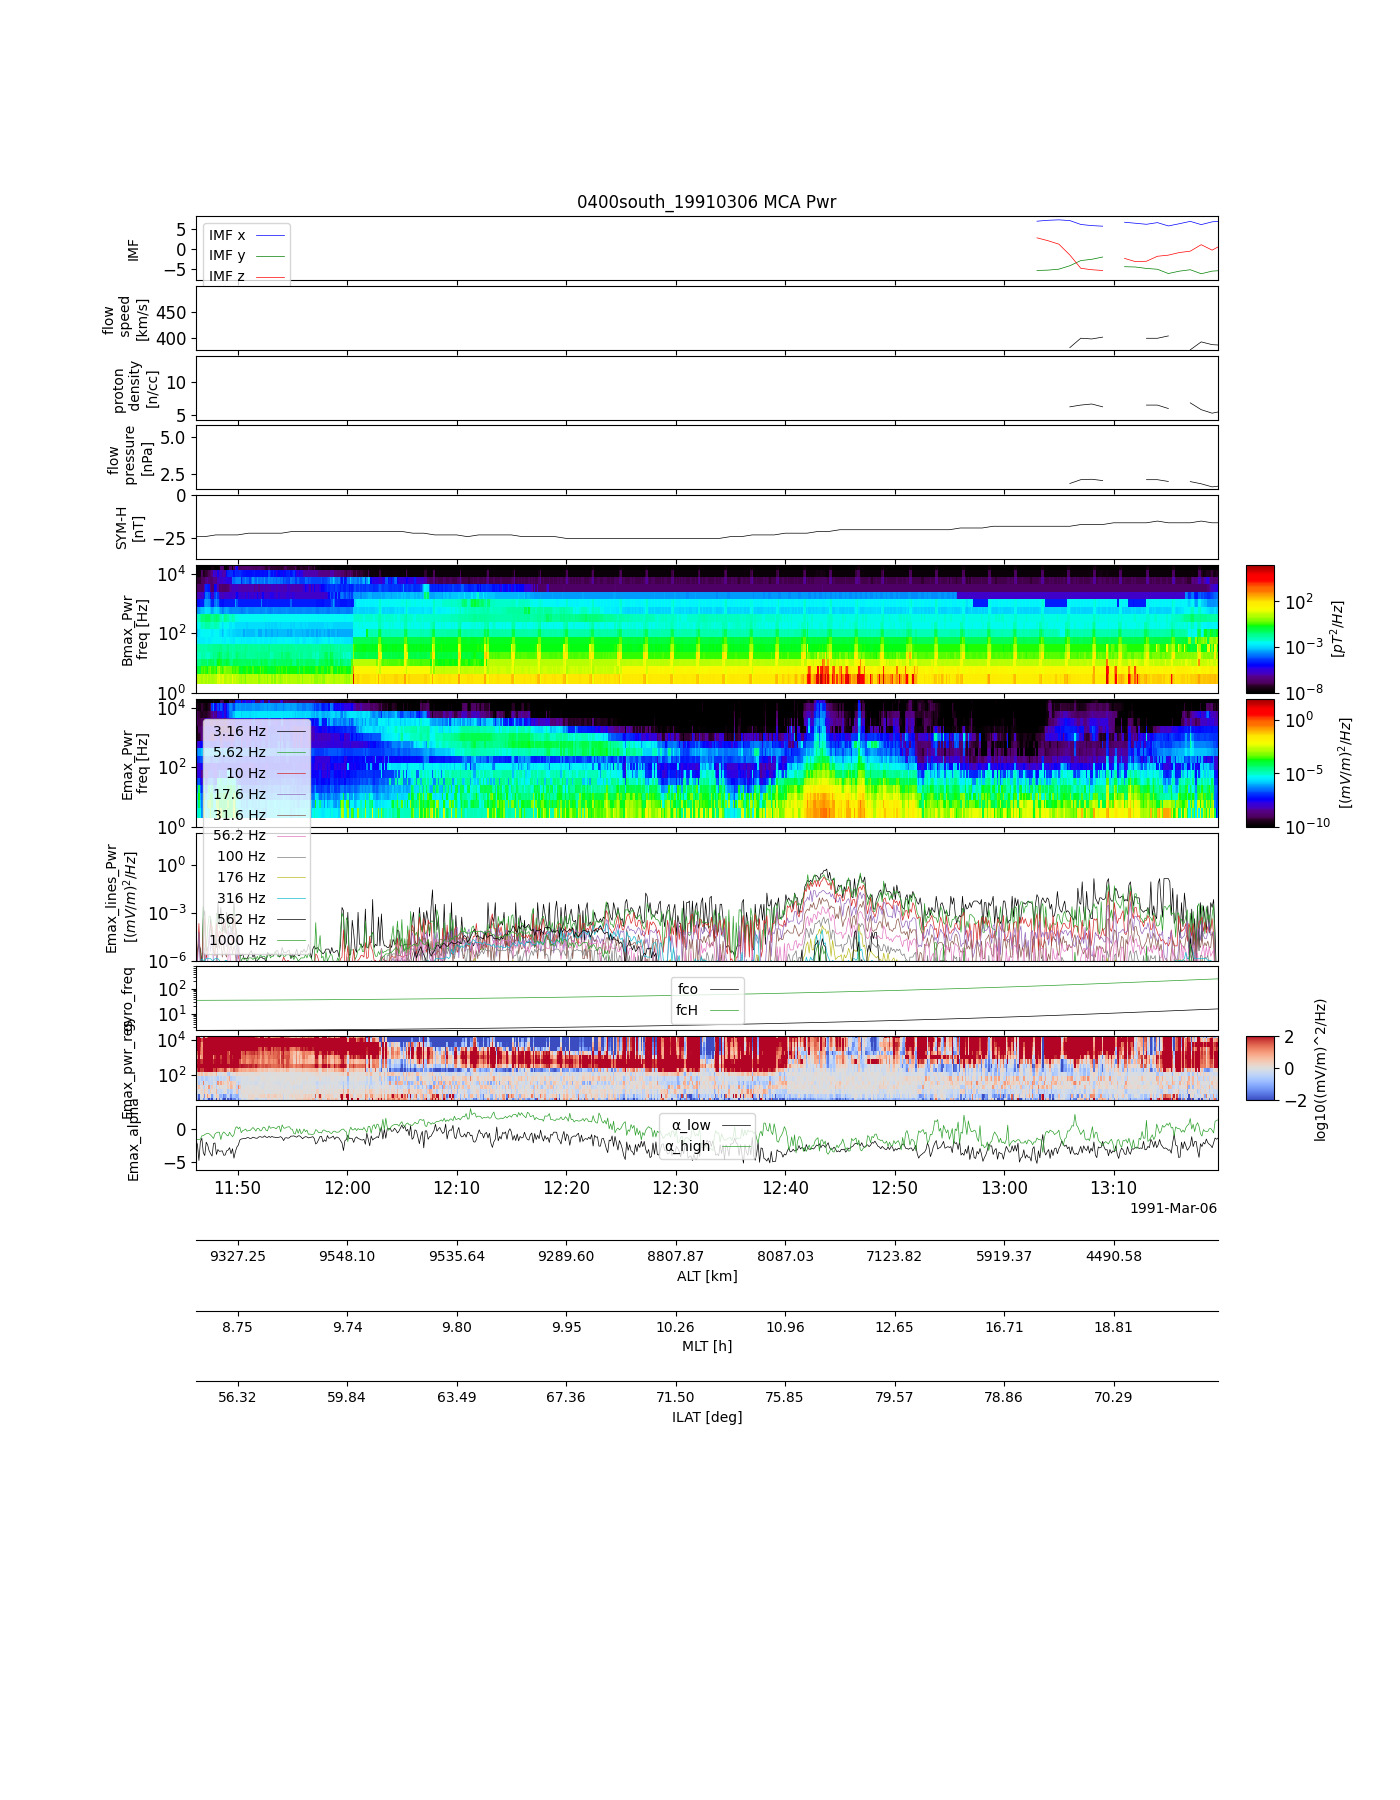 0400south_19910306 MCA Pwr
IMF
5
0
−5
IMF x
IMF y
IMF z
flow
speed
[km/s]
450
400
proton
density
[n/cc]
10
5
flow
pressure
[nPa]
5.0
2.5
SYM-H
[nT]
0
−25
Bmax_Pwr
freq [Hz]
10^4
10^2
10^0
10^2
10^−3
10^−8
[pT^2/Hz]
Emax_Pwr
freq [Hz]
10^4
10^2
10^0
10^0
10^−5
10^−10
[(mV/m)^2/Hz]
3.16 Hz
5.62 Hz
10 Hz
17.6 Hz
31.6 Hz
56.2 Hz
100 Hz
176 Hz
316 Hz
562 Hz
1000 Hz
Emax_lines_Pwr
[(mV/m)^2/Hz]
10^0
10^−3
10^−6
gyro_freq
10^2
10^1
fco
fcH
Emax_pwr_reg
10^4
10^2
2
0
−2
log10((mV/m)^2/Hz)
Emax_alpha
0
−5
α_low
α_high
11:50 12:00 12:10 12:20 12:30 12:40 12:50 13:00 13:10
1991-Mar-06
9327.25 9548.10 9535.64 9289.60 8807.87 8087.03 7123.82 5919.37 4490.58
ALT [km]
8.75 9.74 9.80 9.95 10.26 10.96 12.65 16.71 18.81
MLT [h]
56.32 59.84 63.49 67.36 71.50 75.85 79.57 78.86 70.29
ILAT [deg]